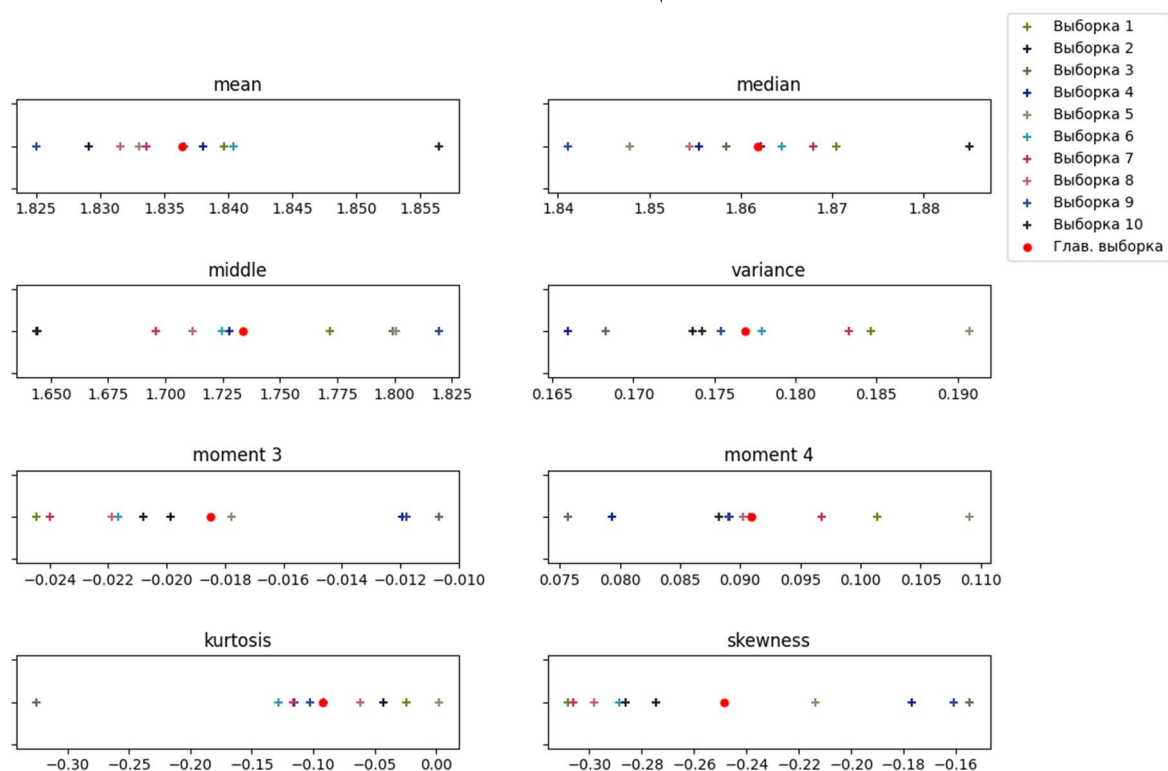 Выборка 1
Выборка 2
Выборка 3
Выборка 4
Выборка 5
Выборка 6
Выборка 7
Выборка 8
Выборка 9
Выборка 10
Глав. выборка
mean
1.825 1.830 1.835 1.840 1.845 1.850 1.855
median
1.84 1.85 1.86 1.87 1.88
middle
1.650 1.675 1.700 1.725 1.750 1.775 1.800 1.825
variance
0.165 0.170 0.175 0.180 0.185 0.190
moment 3
−0.024 −0.022 −0.020 −0.018 −0.016 −0.014 −0.012 −0.010
moment 4
0.075 0.080 0.085 0.090 0.095 0.100 0.105 0.110
kurtosis
−0.30 −0.25 −0.20 −0.15 −0.10 −0.05 0.00
skewness
−0.30 −0.28 −0.26 −0.24 −0.22 −0.20 −0.18 −0.16